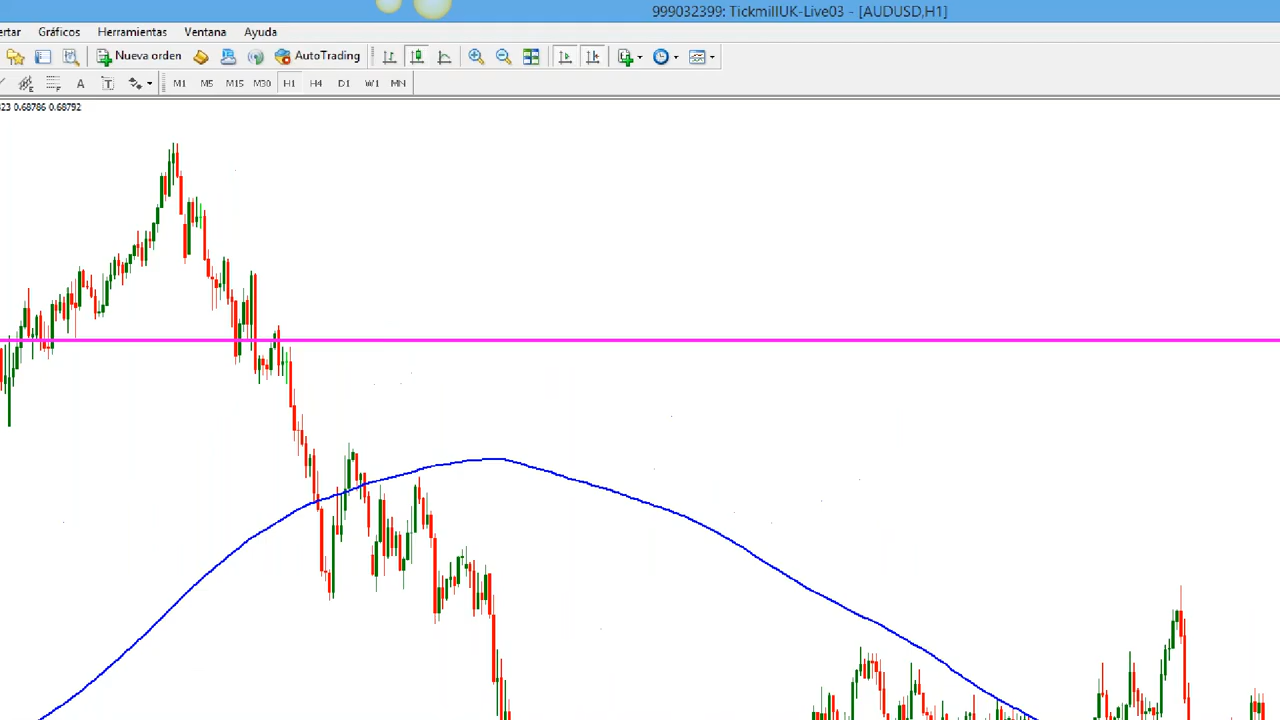 999032399: TickmillUK-Live03 - [AUDUSD,H1]
ertar Gráficos Herramientas Ventana Ayuda
Nueva orden AutoTrading
A T M1 M5 M15 M30 H1 H4 D1 W1 MN
323 0.68786 0.68792